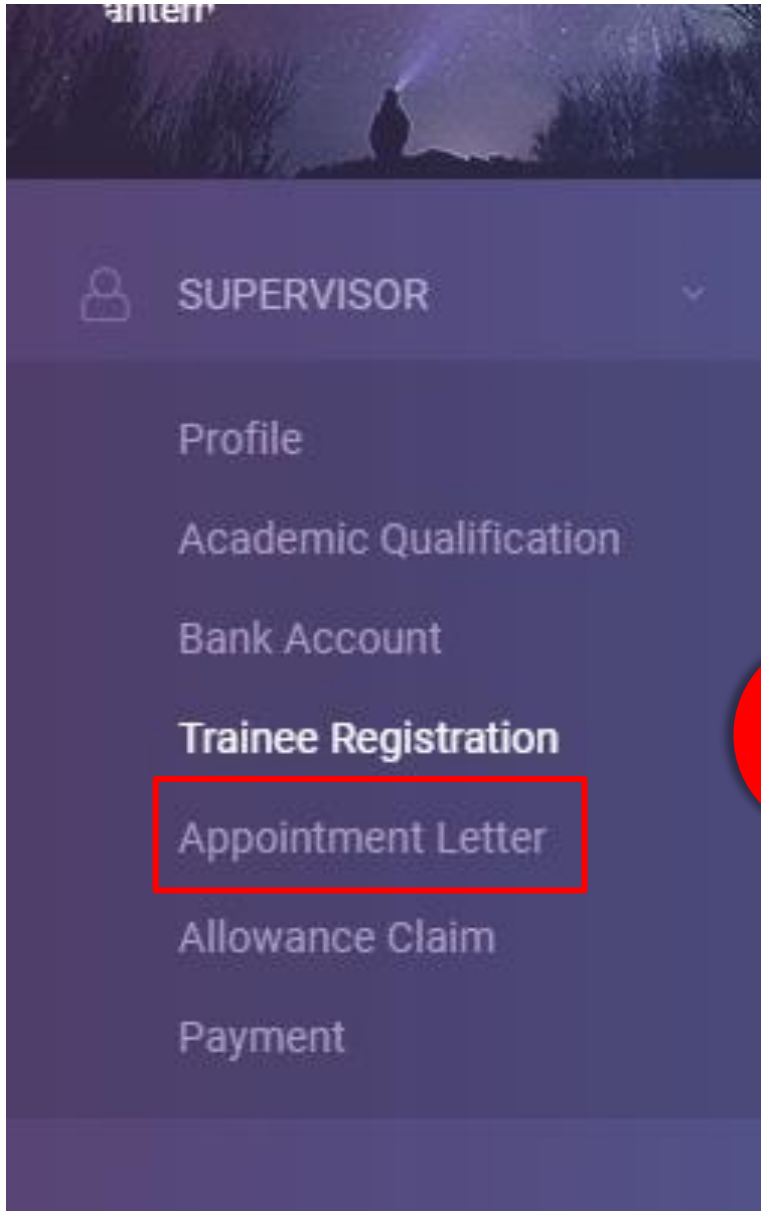 SUPERVISOR
Profile
Academic Qualification
Bank Account
Trainee Registration
Appointment Letter
Allowance Claim
Payment